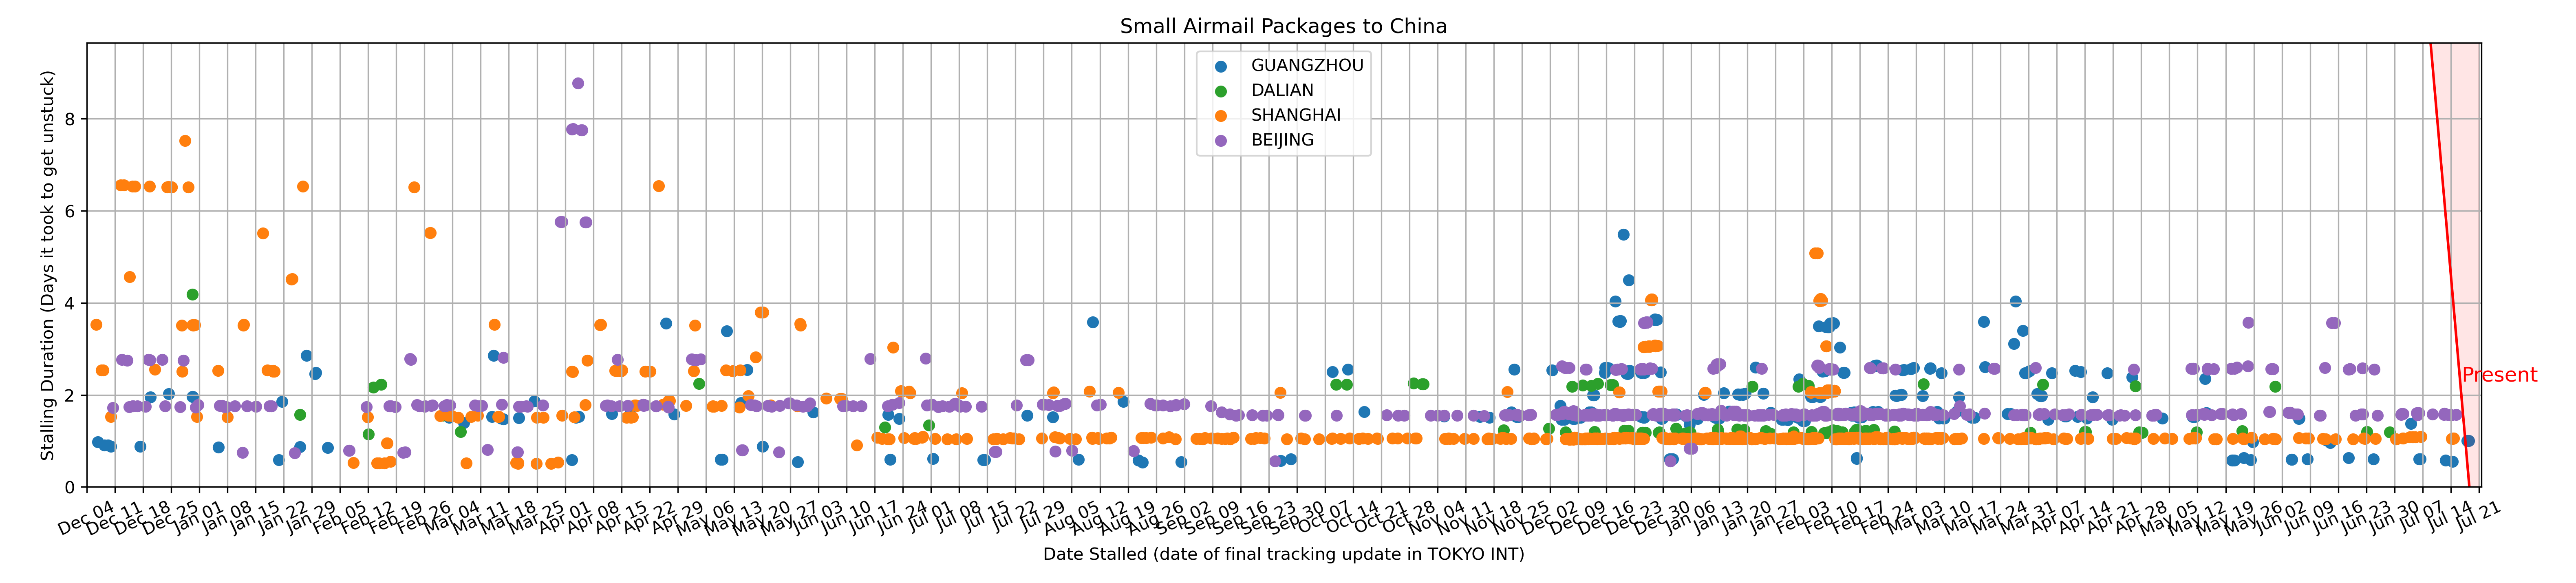 Small Airmail Packages to China
GUANGZHOU
DALIAN
SHANGHAI
BEIJING
Stalling Duration (Days it took to get unstuck)
8
6
4
2
0
Present
Dec 04 Dec 11 Dec 18 Dec 25 Jan 01 Jan 08 Jan 15 Jan 22 Jan 29 Feb 05 Feb 12 Feb 19 Feb 26 Mar 04 Mar 11 Mar 18 Mar 25 Apr 01 Apr 08 Apr 15 Apr 22 Apr 29 May 06 May 13 May 20 May 27 Jun 03 Jun 10 Jun 17 Jun 24 Jul 01 Jul 08 Jul 15 Jul 22 Jul 29 Aug 05 Aug 12 Aug 19 Aug 26 Sep 02 Sep 09 Sep 16 Sep 23 Sep 30 Oct 07 Oct 14 Oct 21 Oct 28 Nov 04 Nov 11 Nov 18 Nov 25 Dec 02 Dec 09 Dec 16 Dec 23 Dec 30 Jan 06 Jan 13 Jan 20 Jan 27 Feb 03 Feb 10 Feb 17 Feb 24 Mar 03 Mar 10 Mar 17 Mar 24 Mar 31 Apr 07 Apr 14 Apr 21 Apr 28 May 05 May 12 May 19 May 26 Jun 02 Jun 09 Jun 16 Jun 23 Jun 30 Jul 07 Jul 14 Jul 21
Date Stalled (date of final tracking update in TOKYO INT)